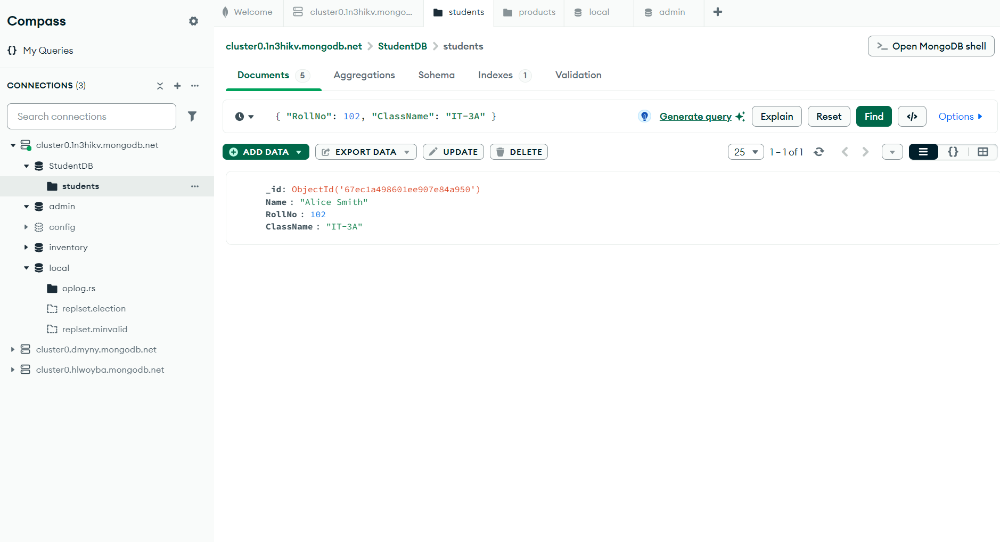 Compass
My Queries
CONNECTIONS (3)
Search connections
cluster0.1n3hikv.mongodb.net
StudentDB
students
admin
config
inventory
local
oplog.rs
replset.election
replset.minvalid
cluster0.dmyny.mongodb.net
cluster0.hlwoyba.mongodb.net
Welcome cluster0.1n3hikv.mongo... students products local admin
cluster0.1n3hikv.mongodb.net > StudentDB > students
>_ Open MongoDB shell
Documents 5 Aggregations Schema Indexes 1 Validation
{ "RollNo": 102, "ClassName": "IT-3A" }
Generate query Explain Reset Find </> Options
ADD DATA EXPORT DATA UPDATE DELETE
25 1 – 1 of 1 {}
_id: ObjectId('67ec1a498601ee907e84a950')
Name : "Alice Smith"
RollNo : 102
ClassName : "IT-3A"